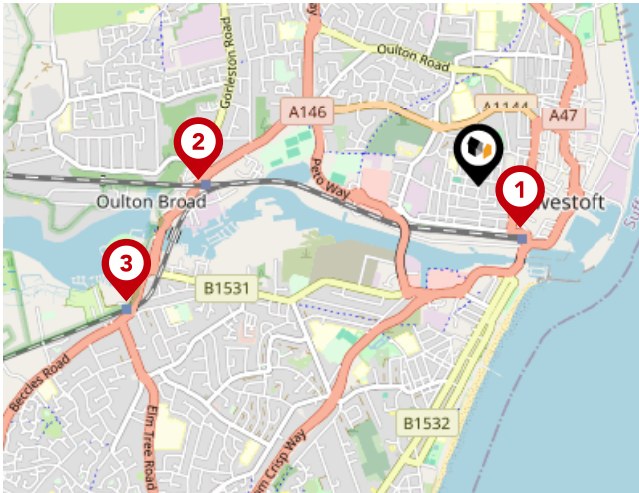 Gorleston Road
Oulton Road
A146
A1144
A47
2
Peto Way
1
Oulton Broad
westoft
3
B1531
Beccles Road
Elm Tree Road
B1532
m Crisp Way